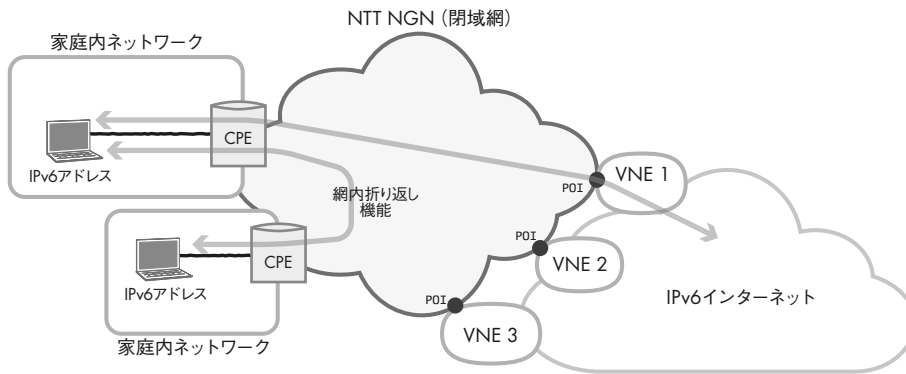 NTT NGN（閉域網）
家庭内ネットワーク
CPE
IPv6アドレス
網内折り返し
機能
POI
VNE 1
CPE
IPv6アドレス
家庭内ネットワーク
POI
VNE 2
POI
VNE 3
IPv6インターネット